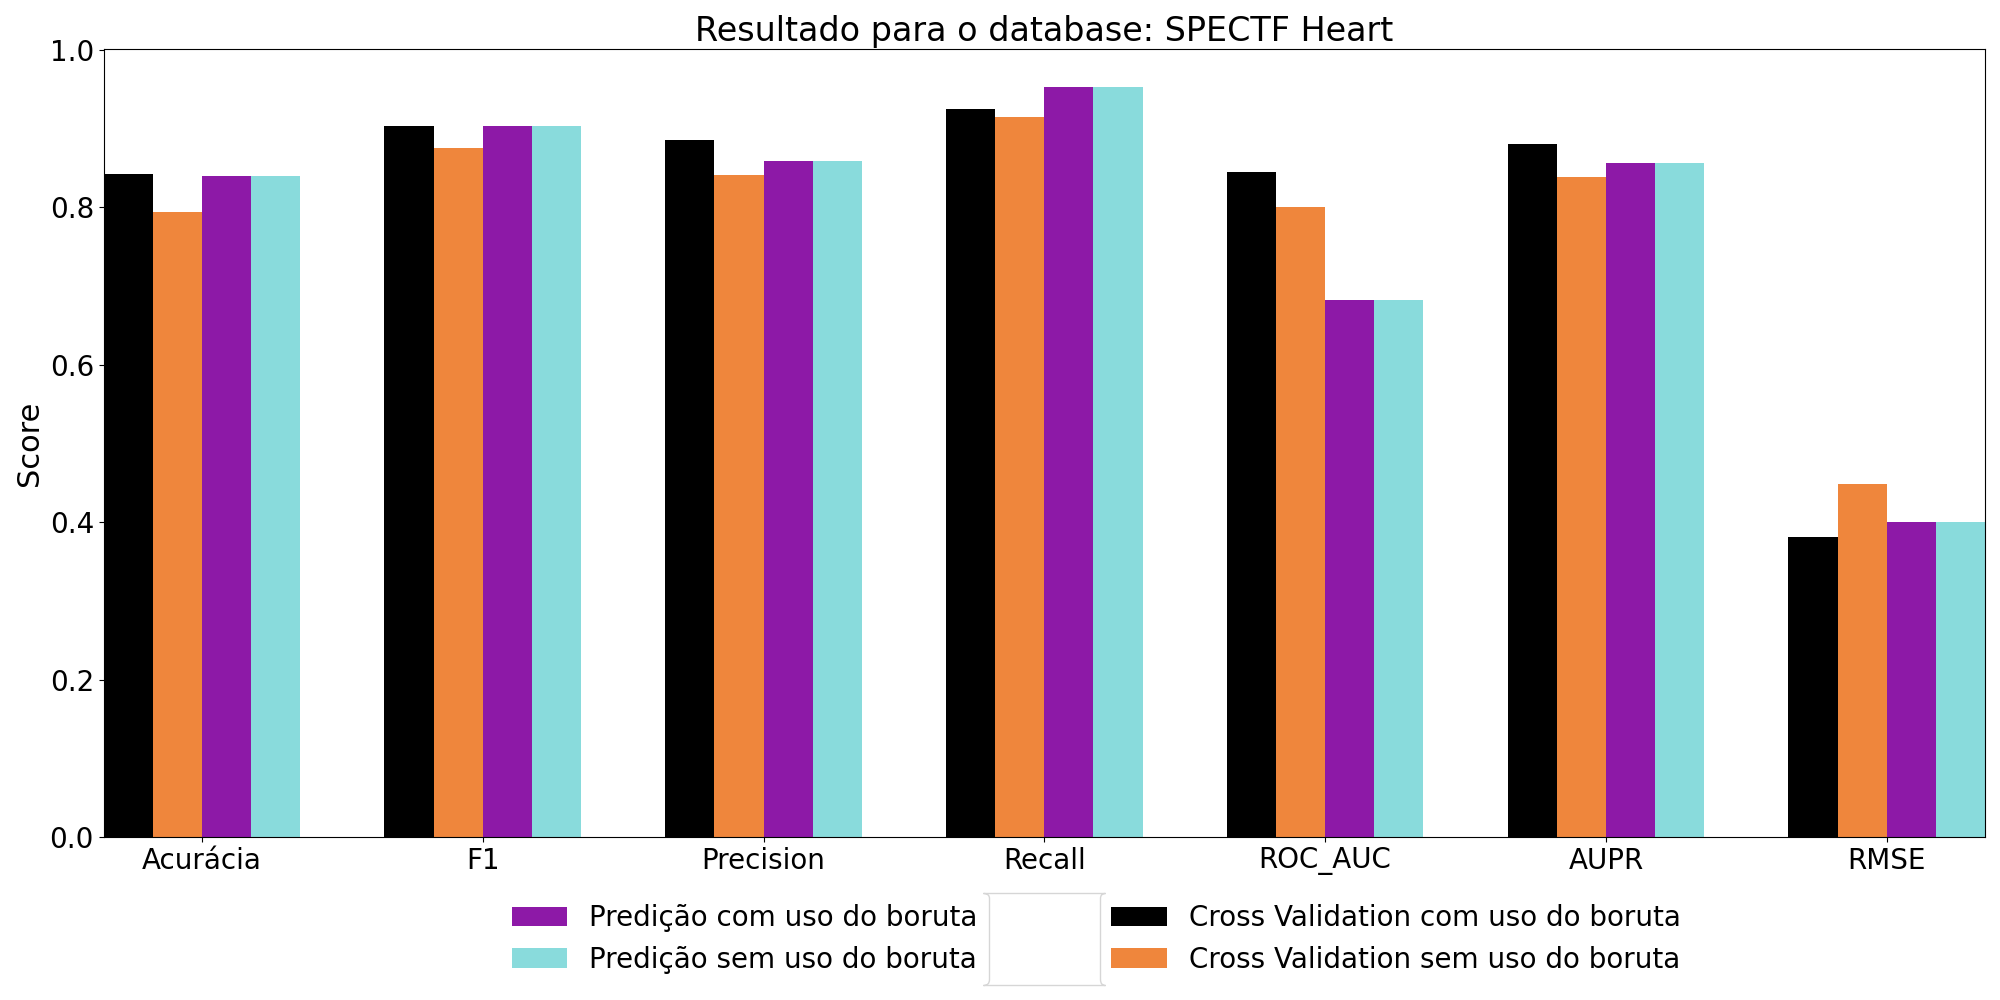 Resultado para o database: SPECTF Heart
1.0
0.8
0.6
0.4
0.2
0.0
Score
Acurácia F1 Precision Recall ROC_AUC AUPR RMSE
Predição com uso do boruta
Predição sem uso do boruta
Cross Validation com uso do boruta
Cross Validation sem uso do boruta